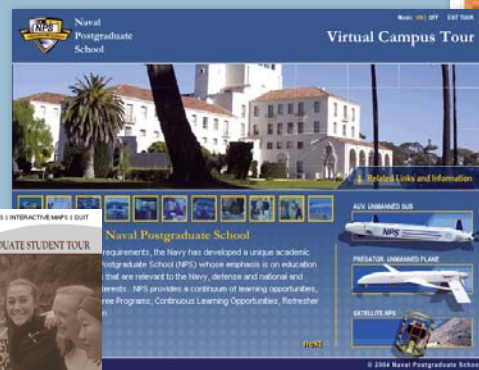 NPS
Naval
Postgraduate
School
Music ON | OFF EXIT TOUR
Virtual Campus Tour
Related Links and Information
S | INTERACTIVE MAPS | QUIT
DUATE STUDENT TOUR
Naval Postgraduate School
requirements, the Navy has developed a unique academic
Postgraduate School (NPS) whose emphasis is on education
that are relevant to the Navy, defense and national and
terests. NPS provides a continuum of learning opportunities,
ree Programs, Continuous Learning Opportunities, Refresher
next
AUV: UNMANNED SUB
NPS
PREDATOR: UNMANNED PLANE
SATELLITE:NPS
© 2004 Naval Postgraduate School